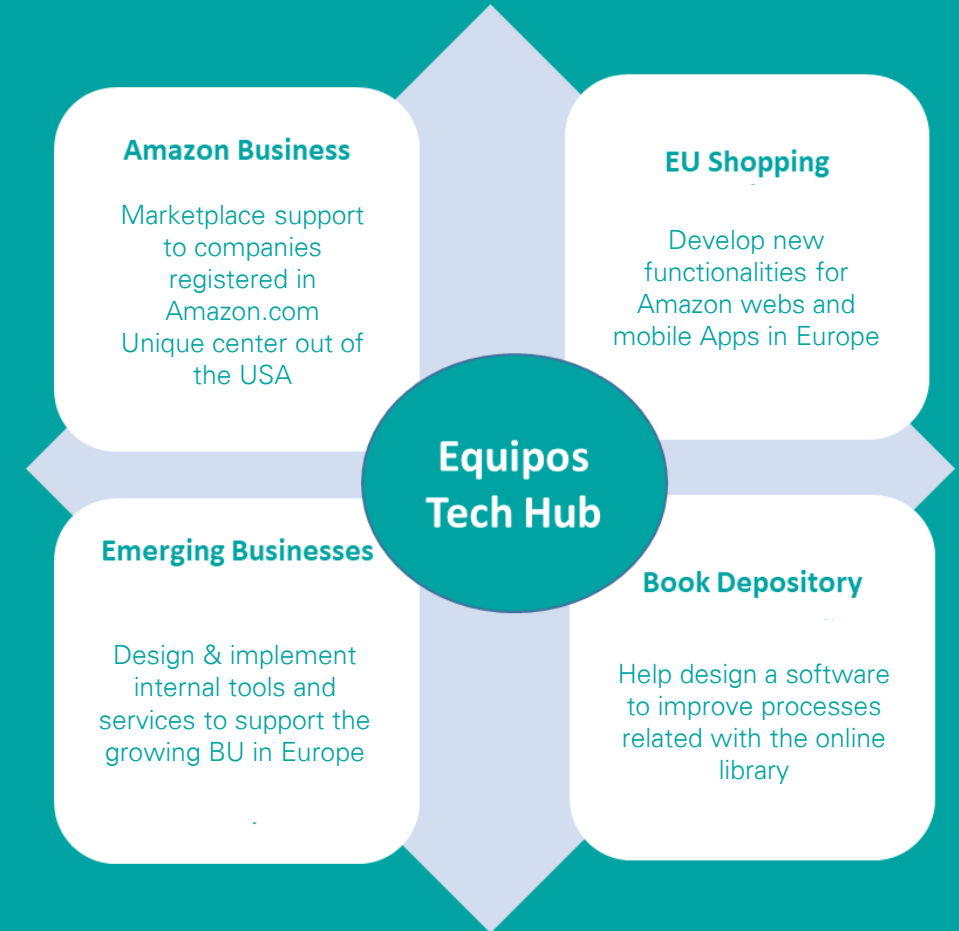 Amazon Business
Marketplace support
to companies
registered in
Amazon.com
Unique center out of
the USA
EU Shopping
Develop new
functionalities for
Amazon webs and
mobile Apps in Europe
Equipos
Tech Hub
Emerging Businesses
Design & implement
internal tools and
services to support the
growing BU in Europe
Book Depository
Help design a software
to improve processes
related with the online
library